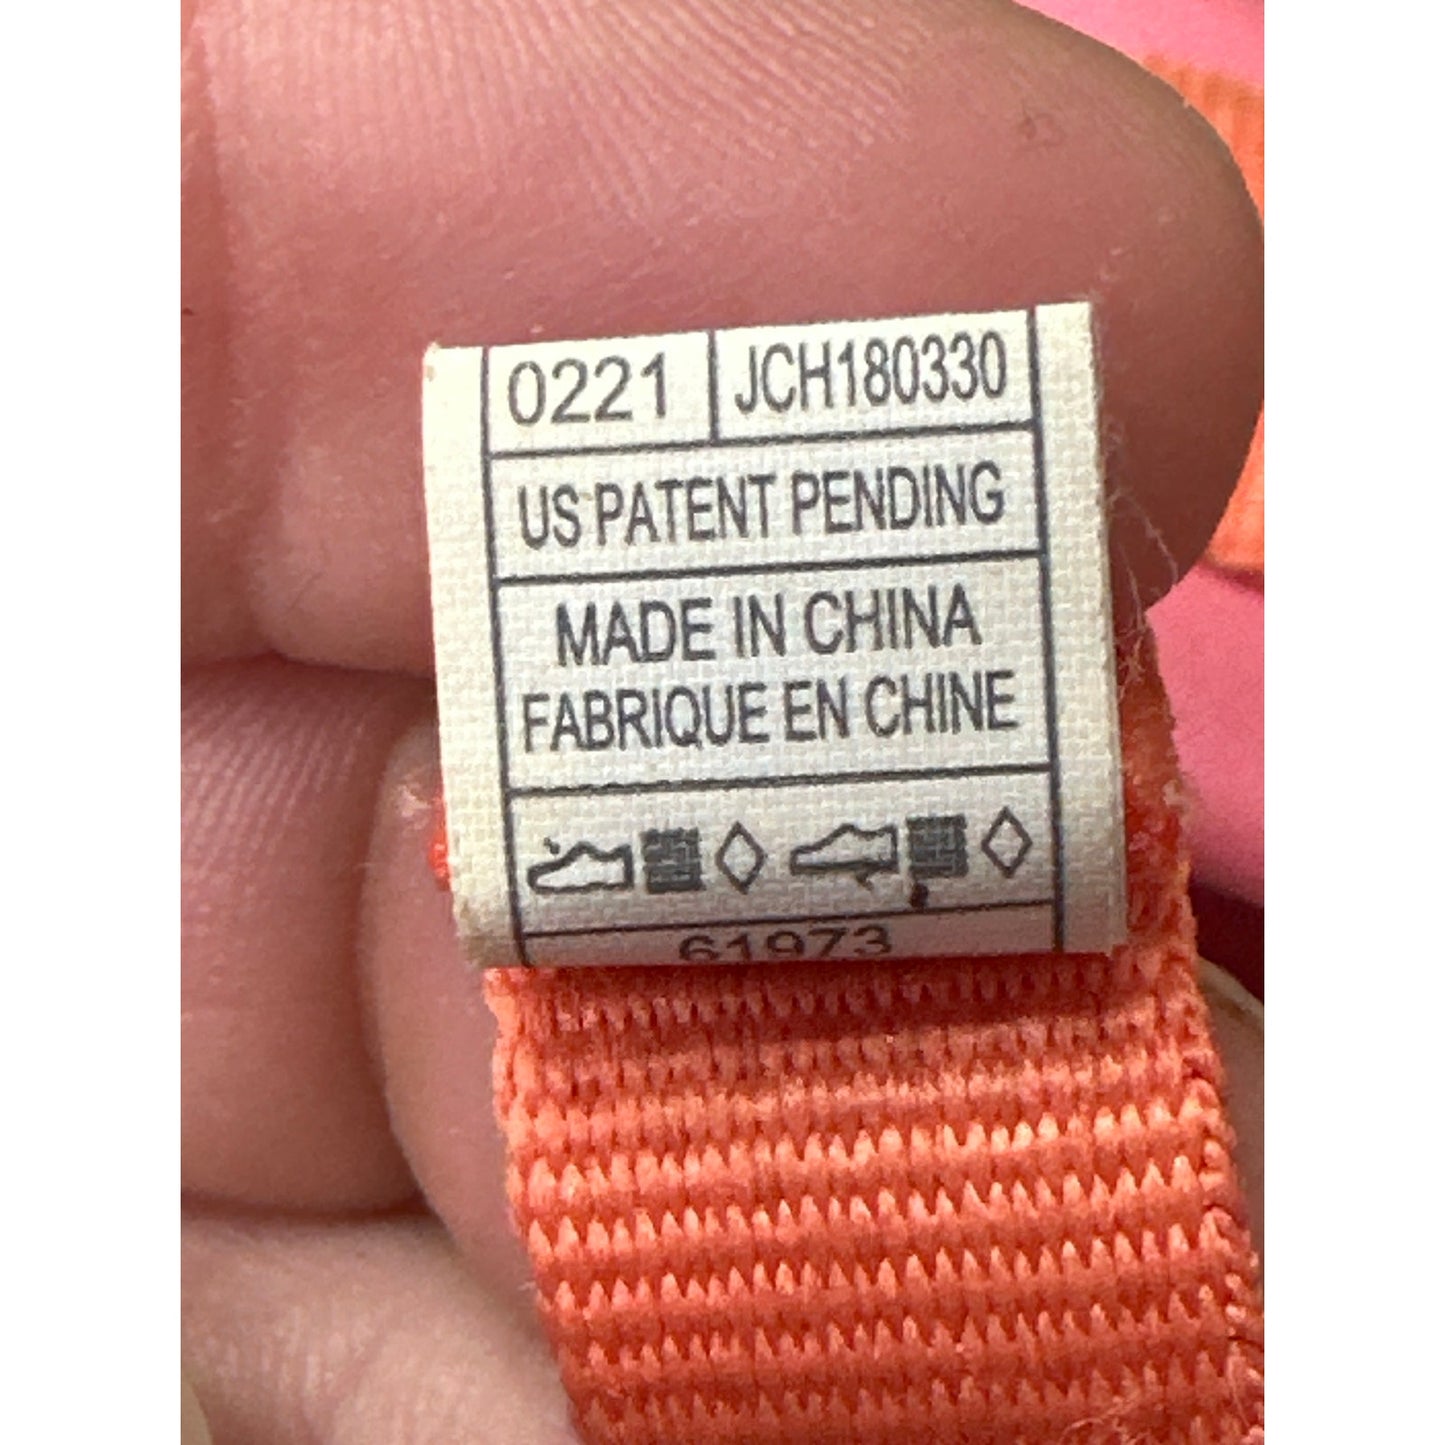 0221 JCH180330
US PATENT PENDING
MADE IN CHINA
FABRIQUE EN CHINE
61973